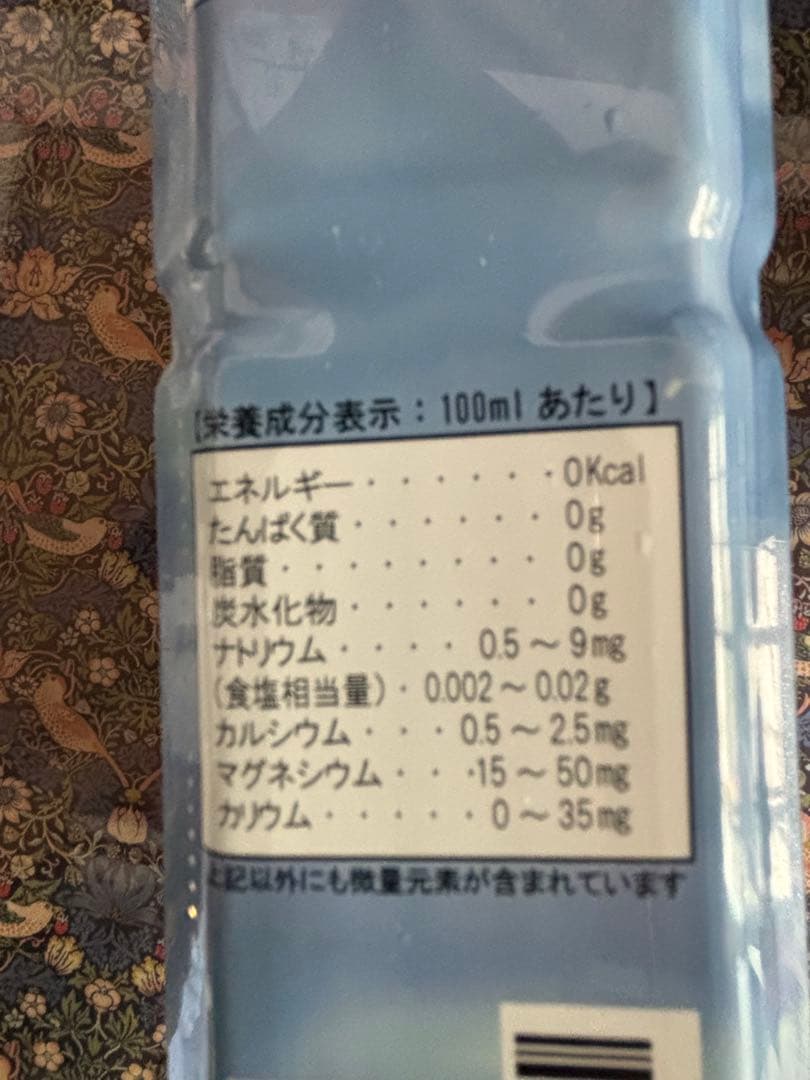 【栄養成分表示：100ml あたり】
エネルギー・・・・・・0Kcal
たんぱく質・・・・・・0g
脂質・・・・・・・・0g
炭水化物・・・・・・0g
ナトリウム・・・・0.5～9mg
(食塩相当量)・0.002～0.02g
カルシウム・・・0.5～2.5mg
マグネシウム・・・15～50mg
カリウム・・・・・0～35mg
上記以外にも微量元素が含まれています